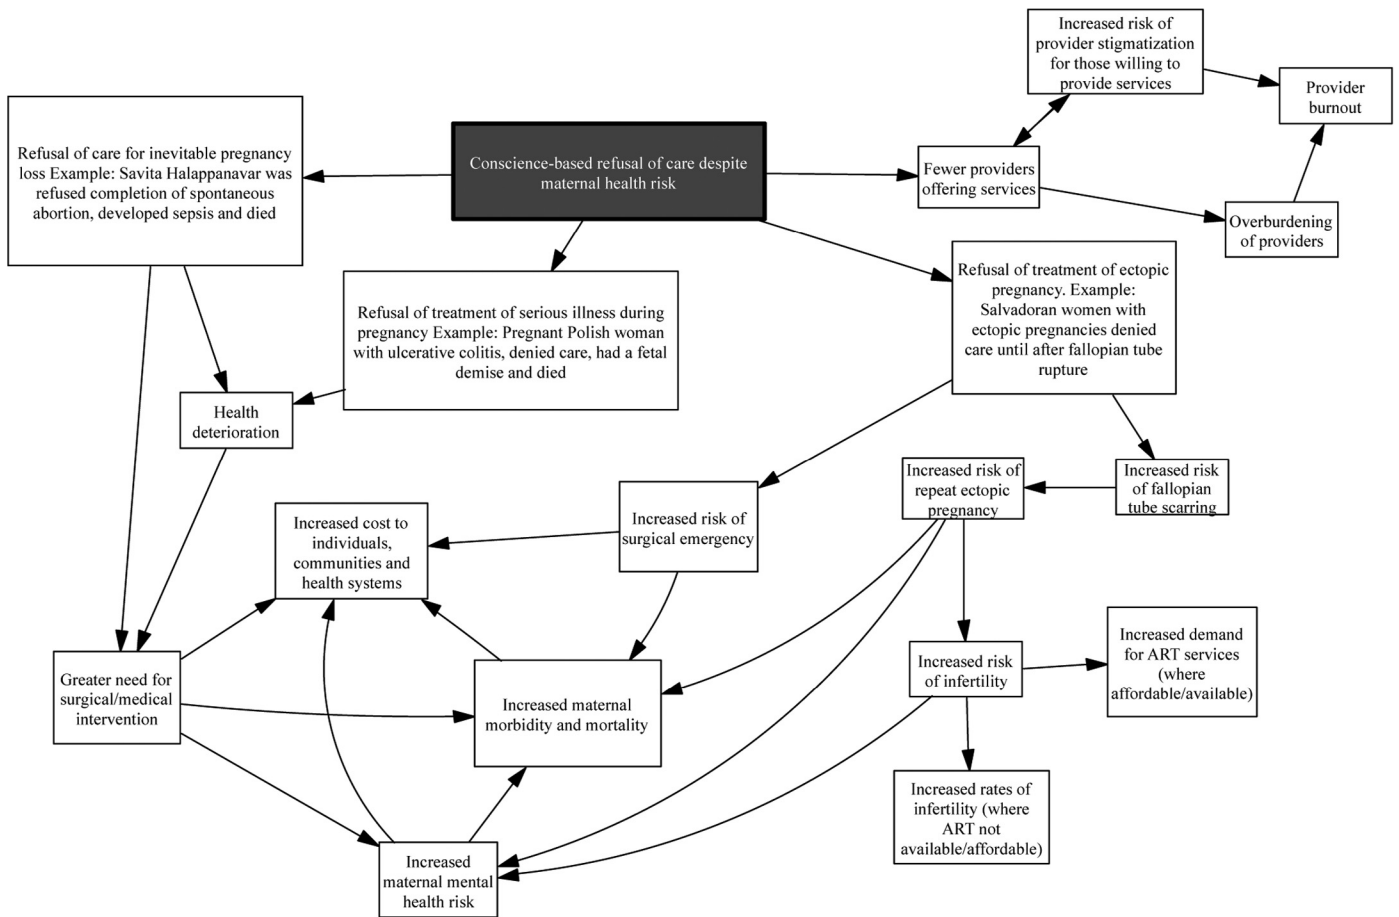 Increased risk of
provider stigmatization
for those willing to
provide services
Provider
burnout
Refusal of care for inevitable pregnancy
loss Example: Savita Halappanavar was
refused completion of spontaneous
abortion, developed sepsis and died
Conscience-based refusal of care despite
maternal health risk
Fewer providers
offering services
Overburdening
of providers
Refusal of treatment of serious illness during
pregnancy Example: Pregnant Polish woman
with ulcerative colitis, denied care, had a fetal
demise and died
Refusal of treatment of ectopic
pregnancy. Example:
Salvadoran women with
ectopic pregnancies denied
care until after fallopian tube
rupture
Health
deterioration
Increased cost to
individuals,
communities and
health systems
Increased risk of
surgical emergency
Increased risk of
repeat ectopic
pregnancy
Increased risk
of fallopian
tube scarring
Greater need for
surgical/medical
intervention
Increased maternal
morbidity and mortality
Increased risk
of infertility
Increased demand
for ART services
(where
affordable/available)
Increased rates of
infertility (where
ART not
available/affordable)
Increased
maternal mental
health risk